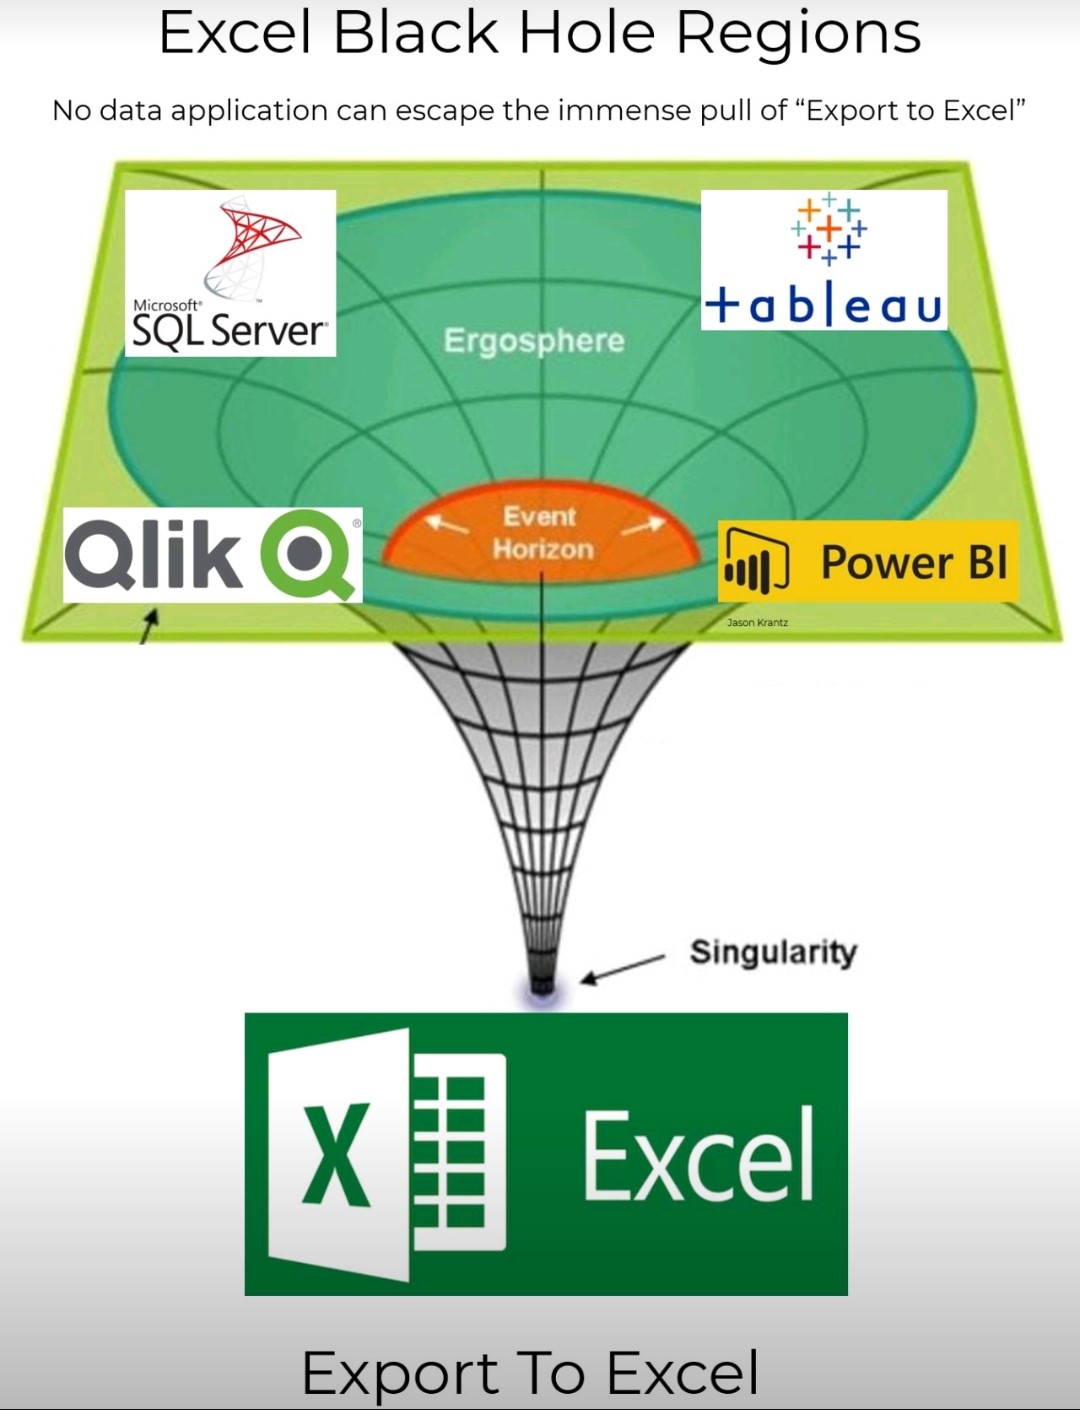 Excel Black Hole Regions
No data application can escape the immense pull of “Export to Excel”
Microsoft®
SQL Server®
™
+ableau
Ergosphere
Event
Horizon
Qlik Q®
Power BI
Jason Krantz
Singularity
X
Excel
Export To Excel